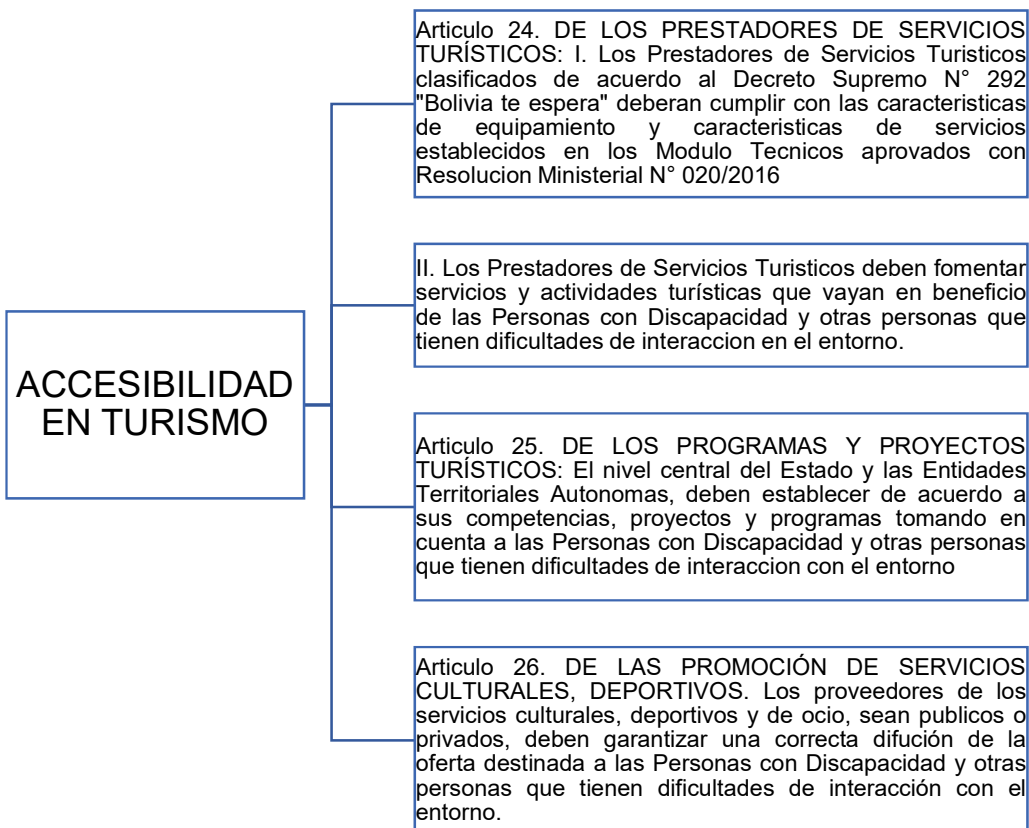 ACCESIBILIDAD
EN TURISMO
Articulo 24. DE LOS PRESTADORES DE SERVICIOS
TURÍSTICOS: I. Los Prestadores de Servicios Turisticos
clasificados de acuerdo al Decreto Supremo N° 292
"Bolivia te espera" deberan cumplir con las caracteristicas
de equipamiento y caracteristicas de servicios
establecidos en los Modulo Tecnicos aprovados con
Resolucion Ministerial N° 020/2016
II. Los Prestadores de Servicios Turisticos deben fomentar
servicios y actividades turísticas que vayan en beneficio
de las Personas con Discapacidad y otras personas que
tienen dificultades de interaccion en el entorno.
Articulo 25. DE LOS PROGRAMAS Y PROYECTOS
TURÍSTICOS: El nivel central del Estado y las Entidades
Territoriales Autonomas, deben establecer de acuerdo a
sus competencias, proyectos y programas tomando en
cuenta a las Personas con Discapacidad y otras personas
que tienen dificultades de interaccion con el entorno
Articulo 26. DE LAS PROMOCIÓN DE SERVICIOS
CULTURALES, DEPORTIVOS. Los proveedores de los
servicios culturales, deportivos y de ocio, sean publicos o
privados, deben garantizar una correcta difución de la
oferta destinada a las Personas con Discapacidad y otras
personas que tienen dificultades de interacción con el
entorno.